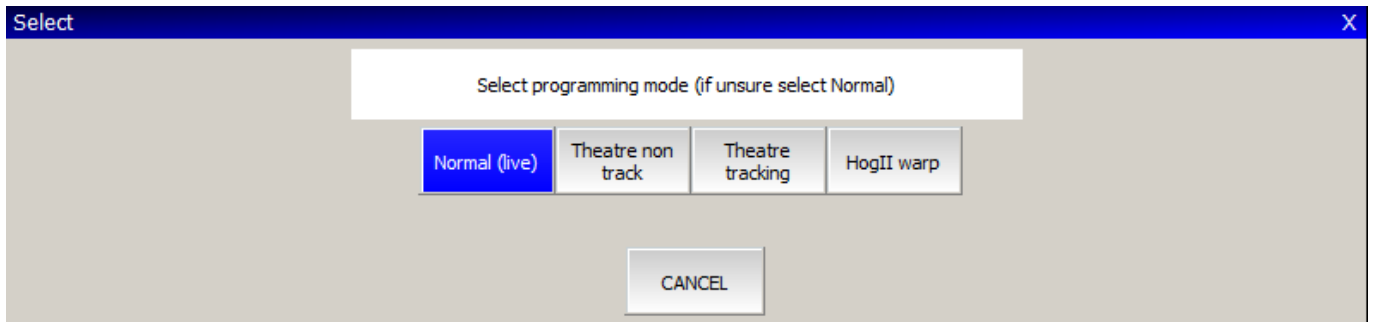 Select X
Select programming mode (if unsure select Normal)
Normal (live)
Theatre non
track
Theatre
tracking
HogII warp
CANCEL